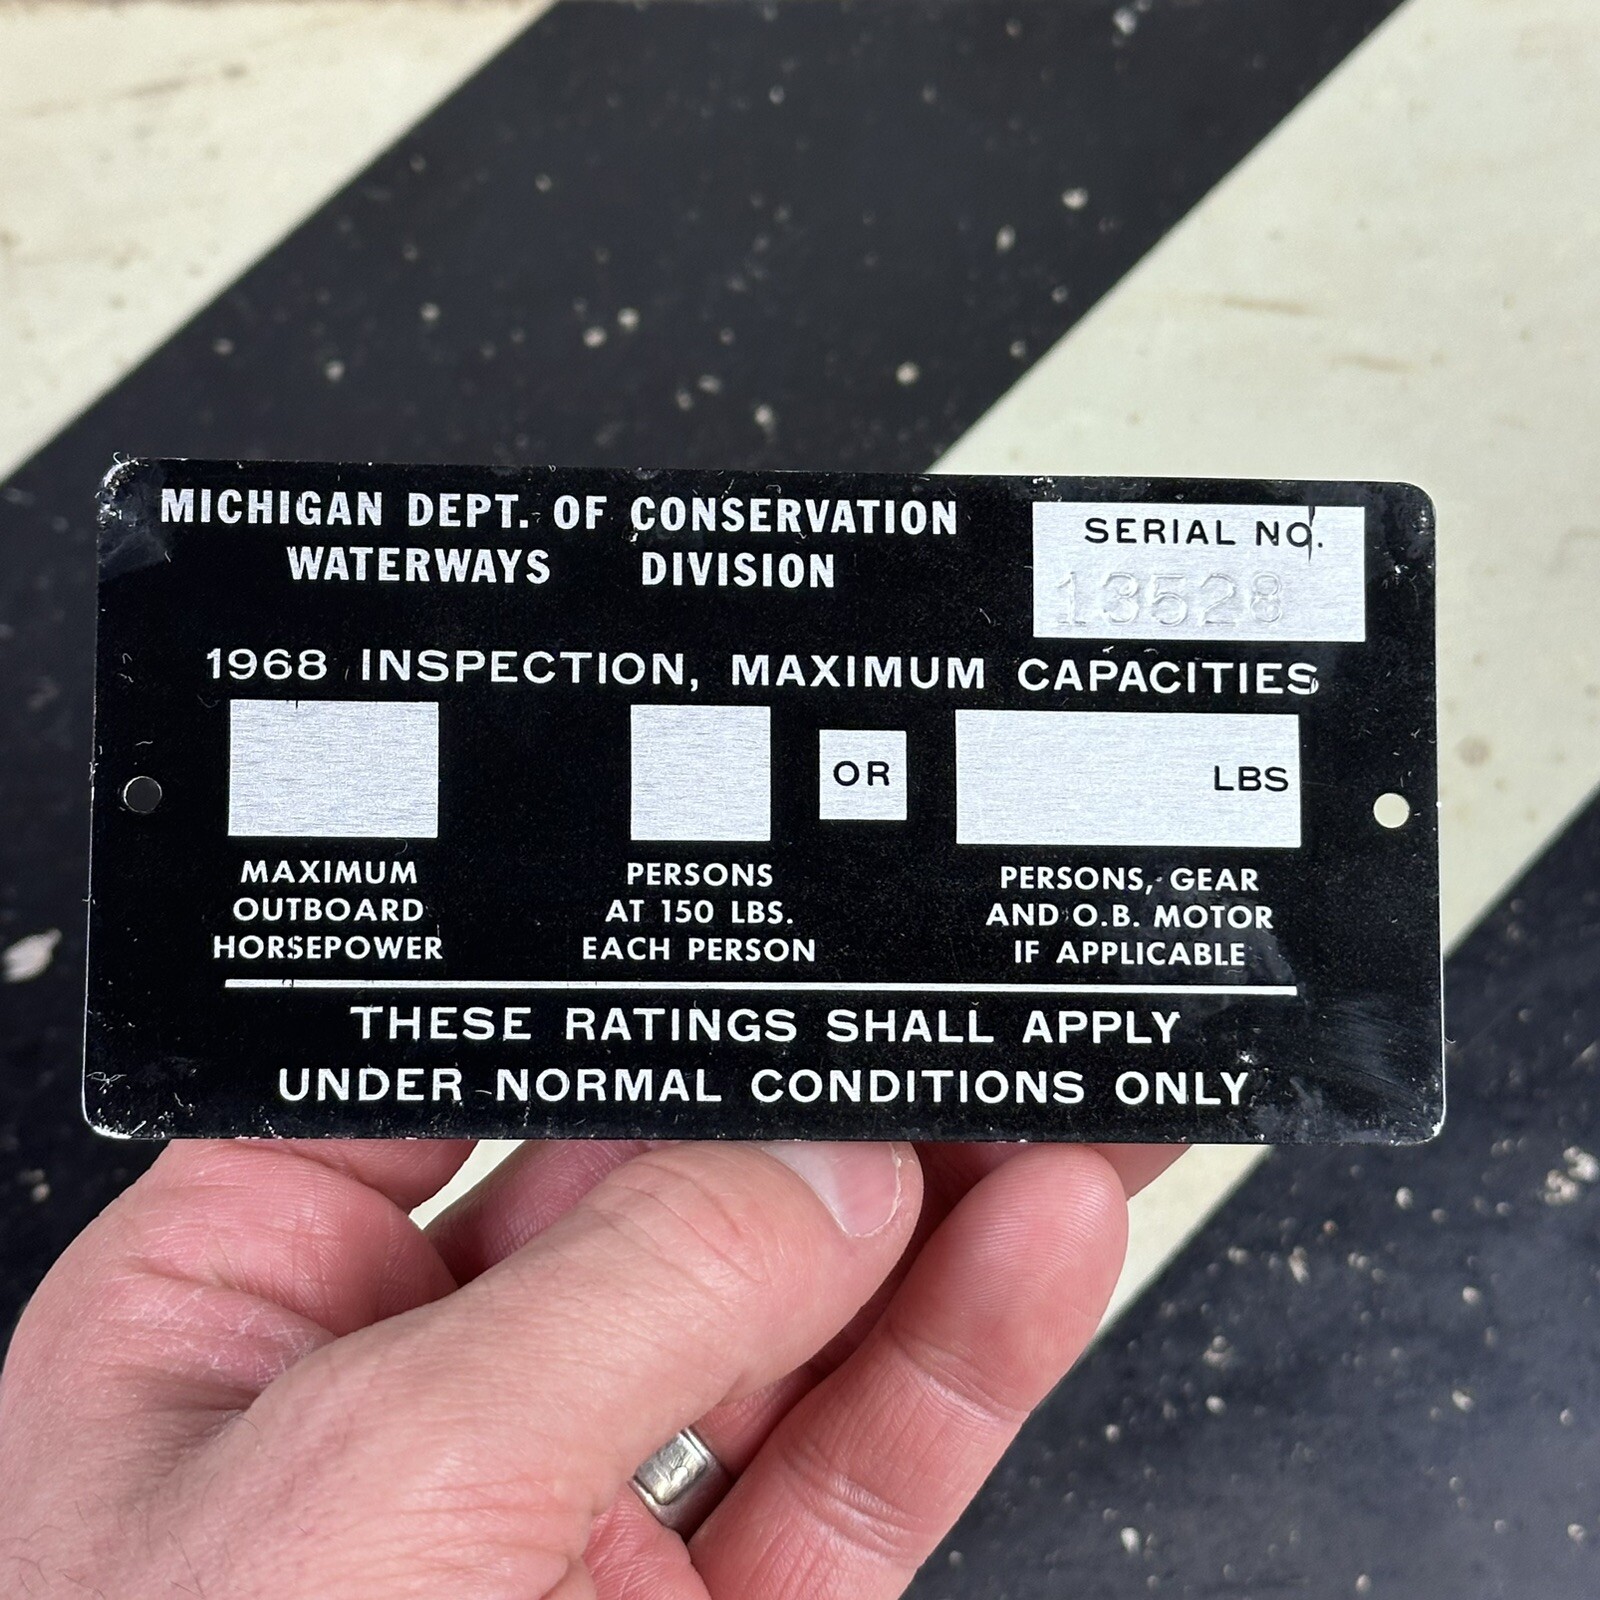 MICHIGAN DEPT. OF CONSERVATION
WATERWAYS DIVISION
SERIAL NO.
13528
1968 INSPECTION, MAXIMUM CAPACITIES
OR
LBS
MAXIMUM
OUTBOARD
HORSEPOWER
PERSONS
AT 150 LBS.
EACH PERSON
PERSONS, GEAR
AND O.B. MOTOR
IF APPLICABLE
THESE RATINGS SHALL APPLY
UNDER NORMAL CONDITIONS ONLY